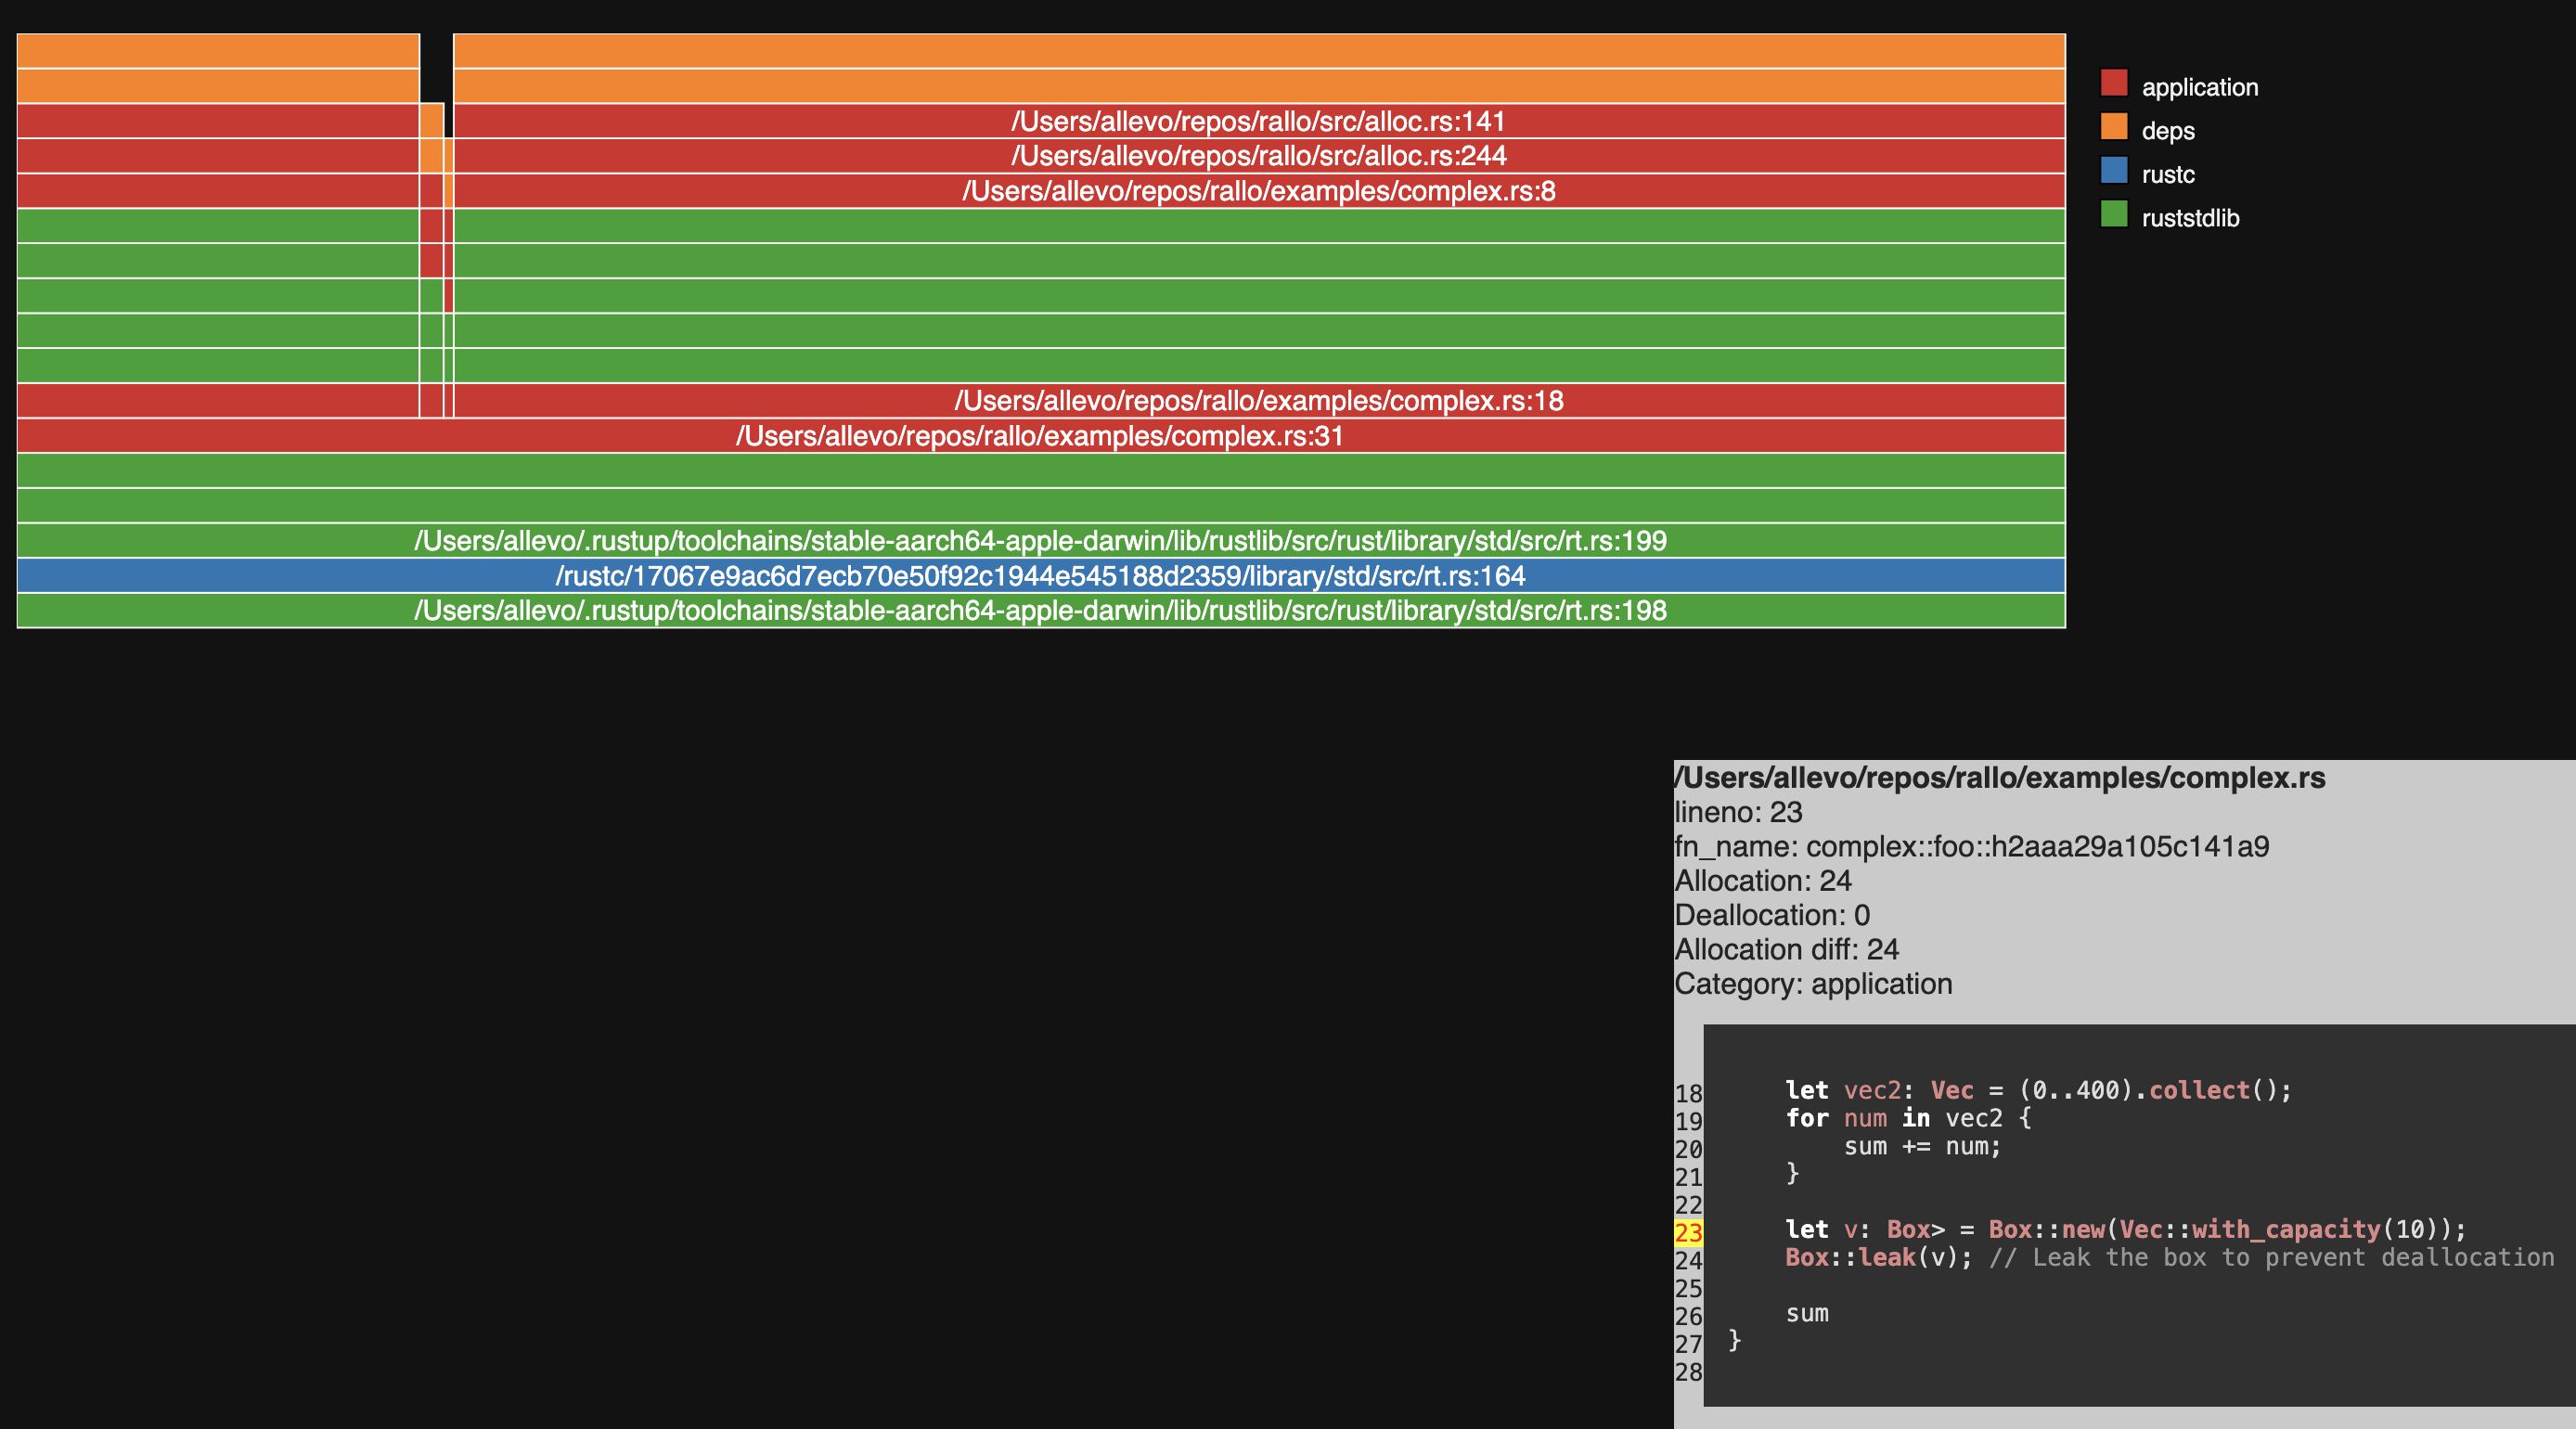 /Users/allevo/repos/rallo/src/alloc.rs:141
/Users/allevo/repos/rallo/src/alloc.rs:244
/Users/allevo/repos/rallo/examples/complex.rs:8
/Users/allevo/repos/rallo/examples/complex.rs:18
/Users/allevo/repos/rallo/examples/complex.rs:31
/Users/allevo/.rustup/toolchains/stable-aarch64-apple-darwin/lib/rustlib/src/rust/library/std/src/rt.rs:199
/rustc/17067e9ac6d7ecb70e50f92c1944e545188d2359/library/std/src/rt.rs:164
/Users/allevo/.rustup/toolchains/stable-aarch64-apple-darwin/lib/rustlib/src/rust/library/std/src/rt.rs:198
application
deps
rustc
ruststdlib
/Users/allevo/repos/rallo/examples/complex.rs
lineno: 23
fn_name: complex::foo::h2aaa29a105c141a9
Allocation: 24
Deallocation: 0
Allocation diff: 24
Category: application
18 let vec2: Vec = (0..400).collect();
19 for num in vec2 {
20 sum += num;
21 }
22
23 let v: Box> = Box::new(Vec::with_capacity(10));
24 Box::leak(v); // Leak the box to prevent deallocation
25
26 sum
27 }
28